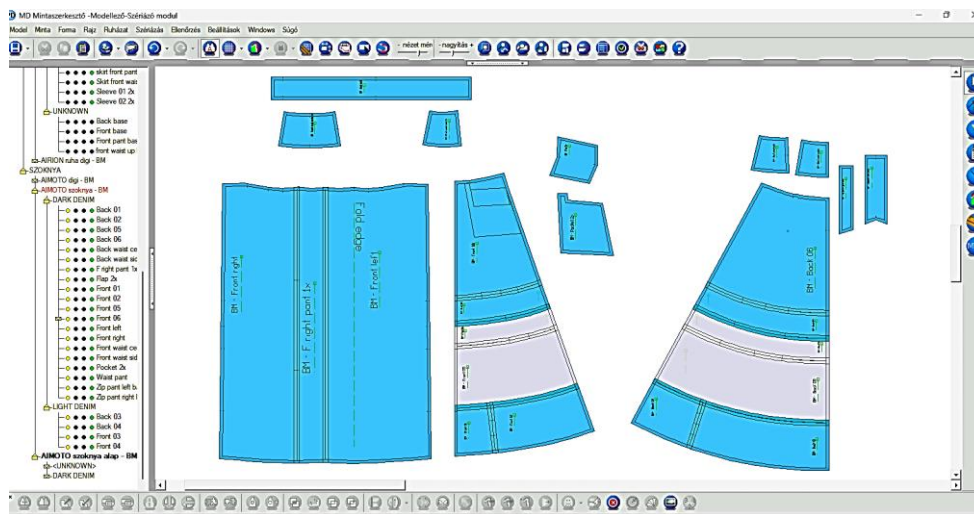 MD Mintaszerkesztő -Modellező-Szériázó modul
Model Minta Forma Rajz Ruházat Szériázás Ellenőrzés Beállítások Windows Súgó
- nézet mér - nagyítás +
skirt front pant
Skirt front wais
Sleeve 01 2x
Sleeve 02 2x
UNKNOWN
Back base
Front base
Front pant bas
front waist up
AIRION ruha digi - BM
SZOKNYA
AIMOTO digi - BM
AIMOTO szoknya - BM
DARK DENIM
Back 01
Back 02
Back 05
Back 06
Back waist ce
Back waist sid
F right pant 1x
Flap 2x
Front 01
Front 02
Front 05
Front 06
Front left
Front right
Front waist ce
Front waist sid
Pocket 2x
Waist pant
Zip pant left b
Zip pant right l
LIGHT DENIM
Back 03
Back 04
Front 03
Front 04
AIMOTO szoknya alap - BM
<UNKNOWN>
DARK DENIM
BM - Front right
BM - F right pant 1x
Fold edge
BM - Front left
BM - Back 06